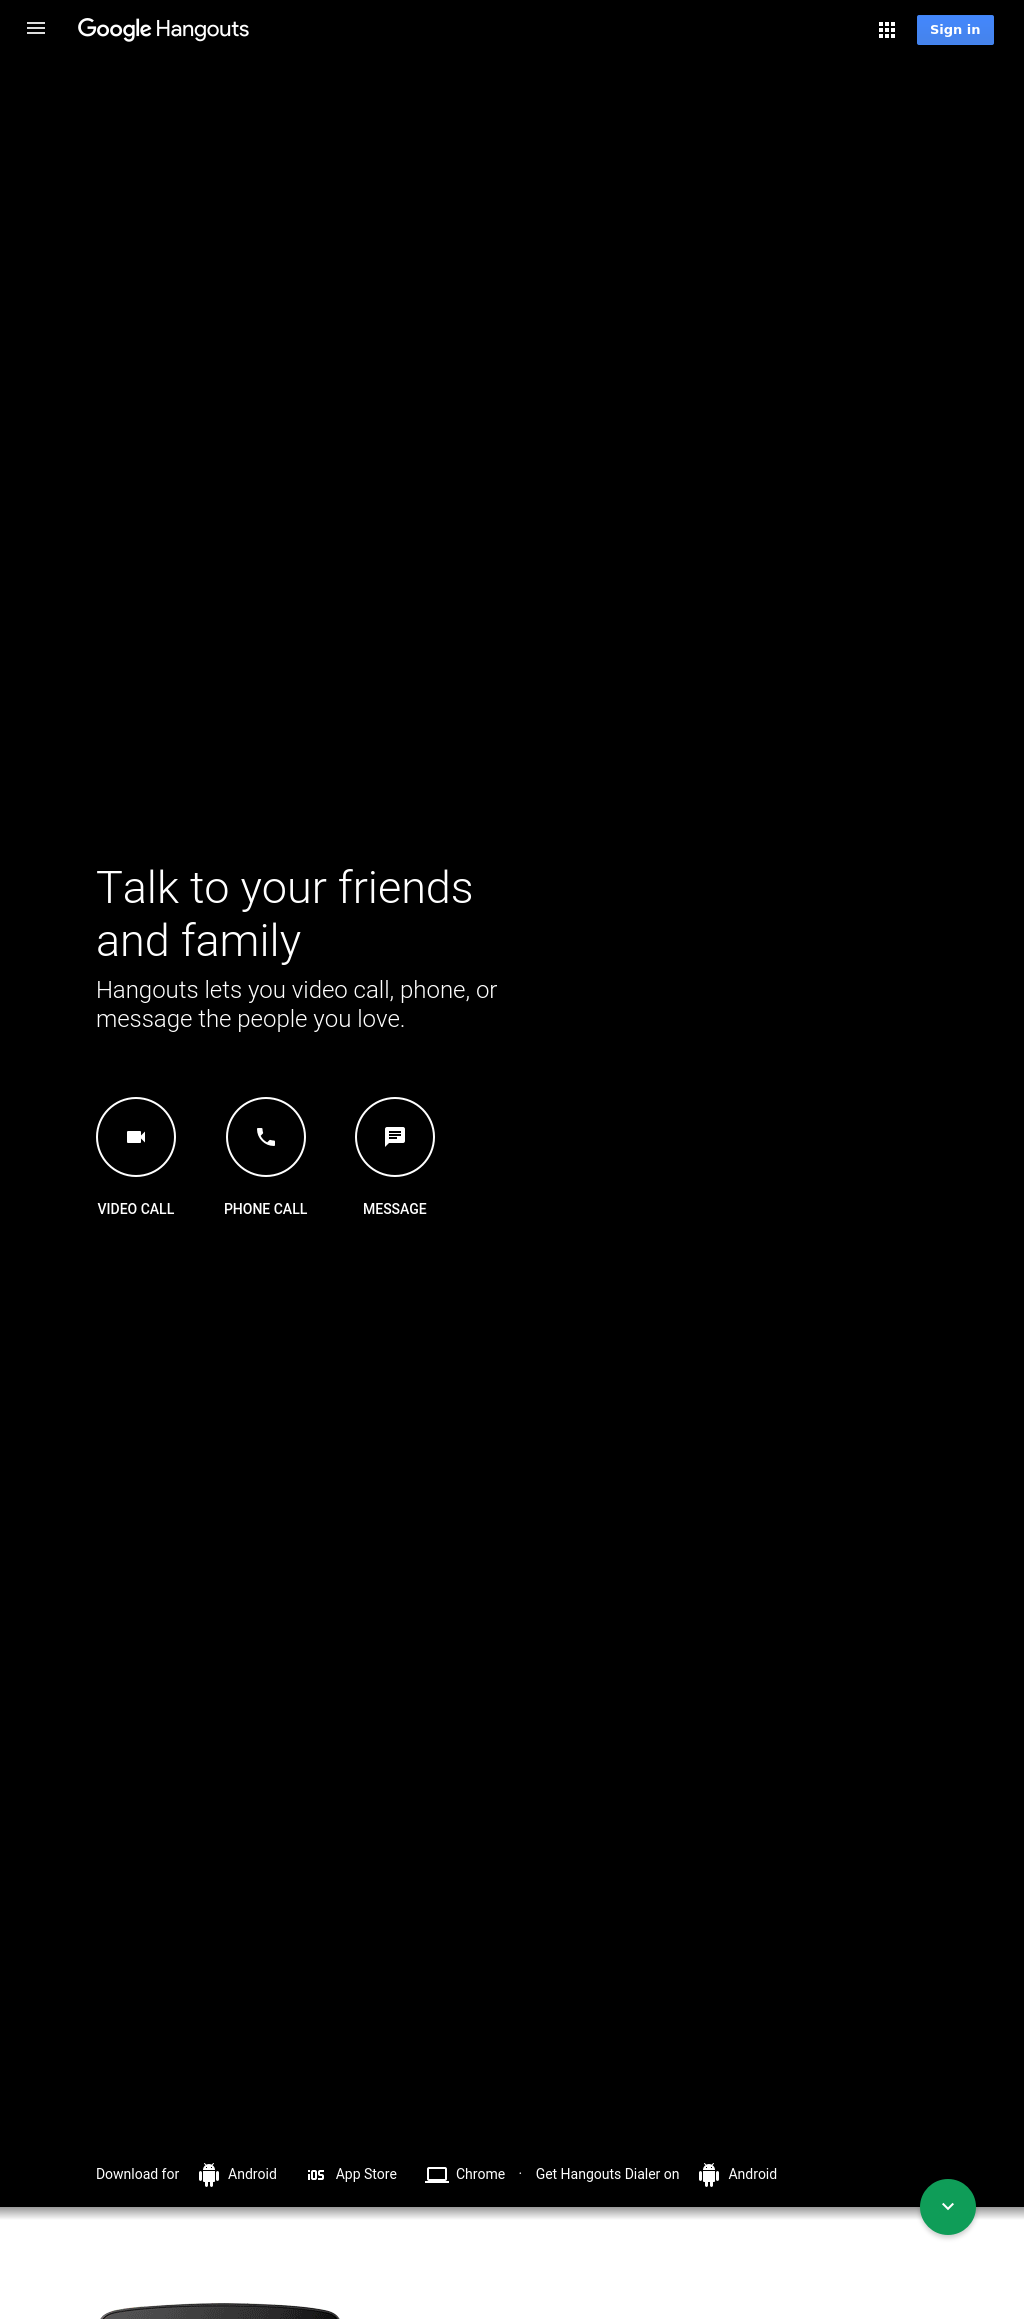 Google Hangouts
Sign in
Talk to your friends
and family
Hangouts lets you video call, phone, or
message the people you love.
VIDEO CALL PHONE CALL MESSAGE
Download for Android iOS App Store Chrome · Get Hangouts Dialer on Android